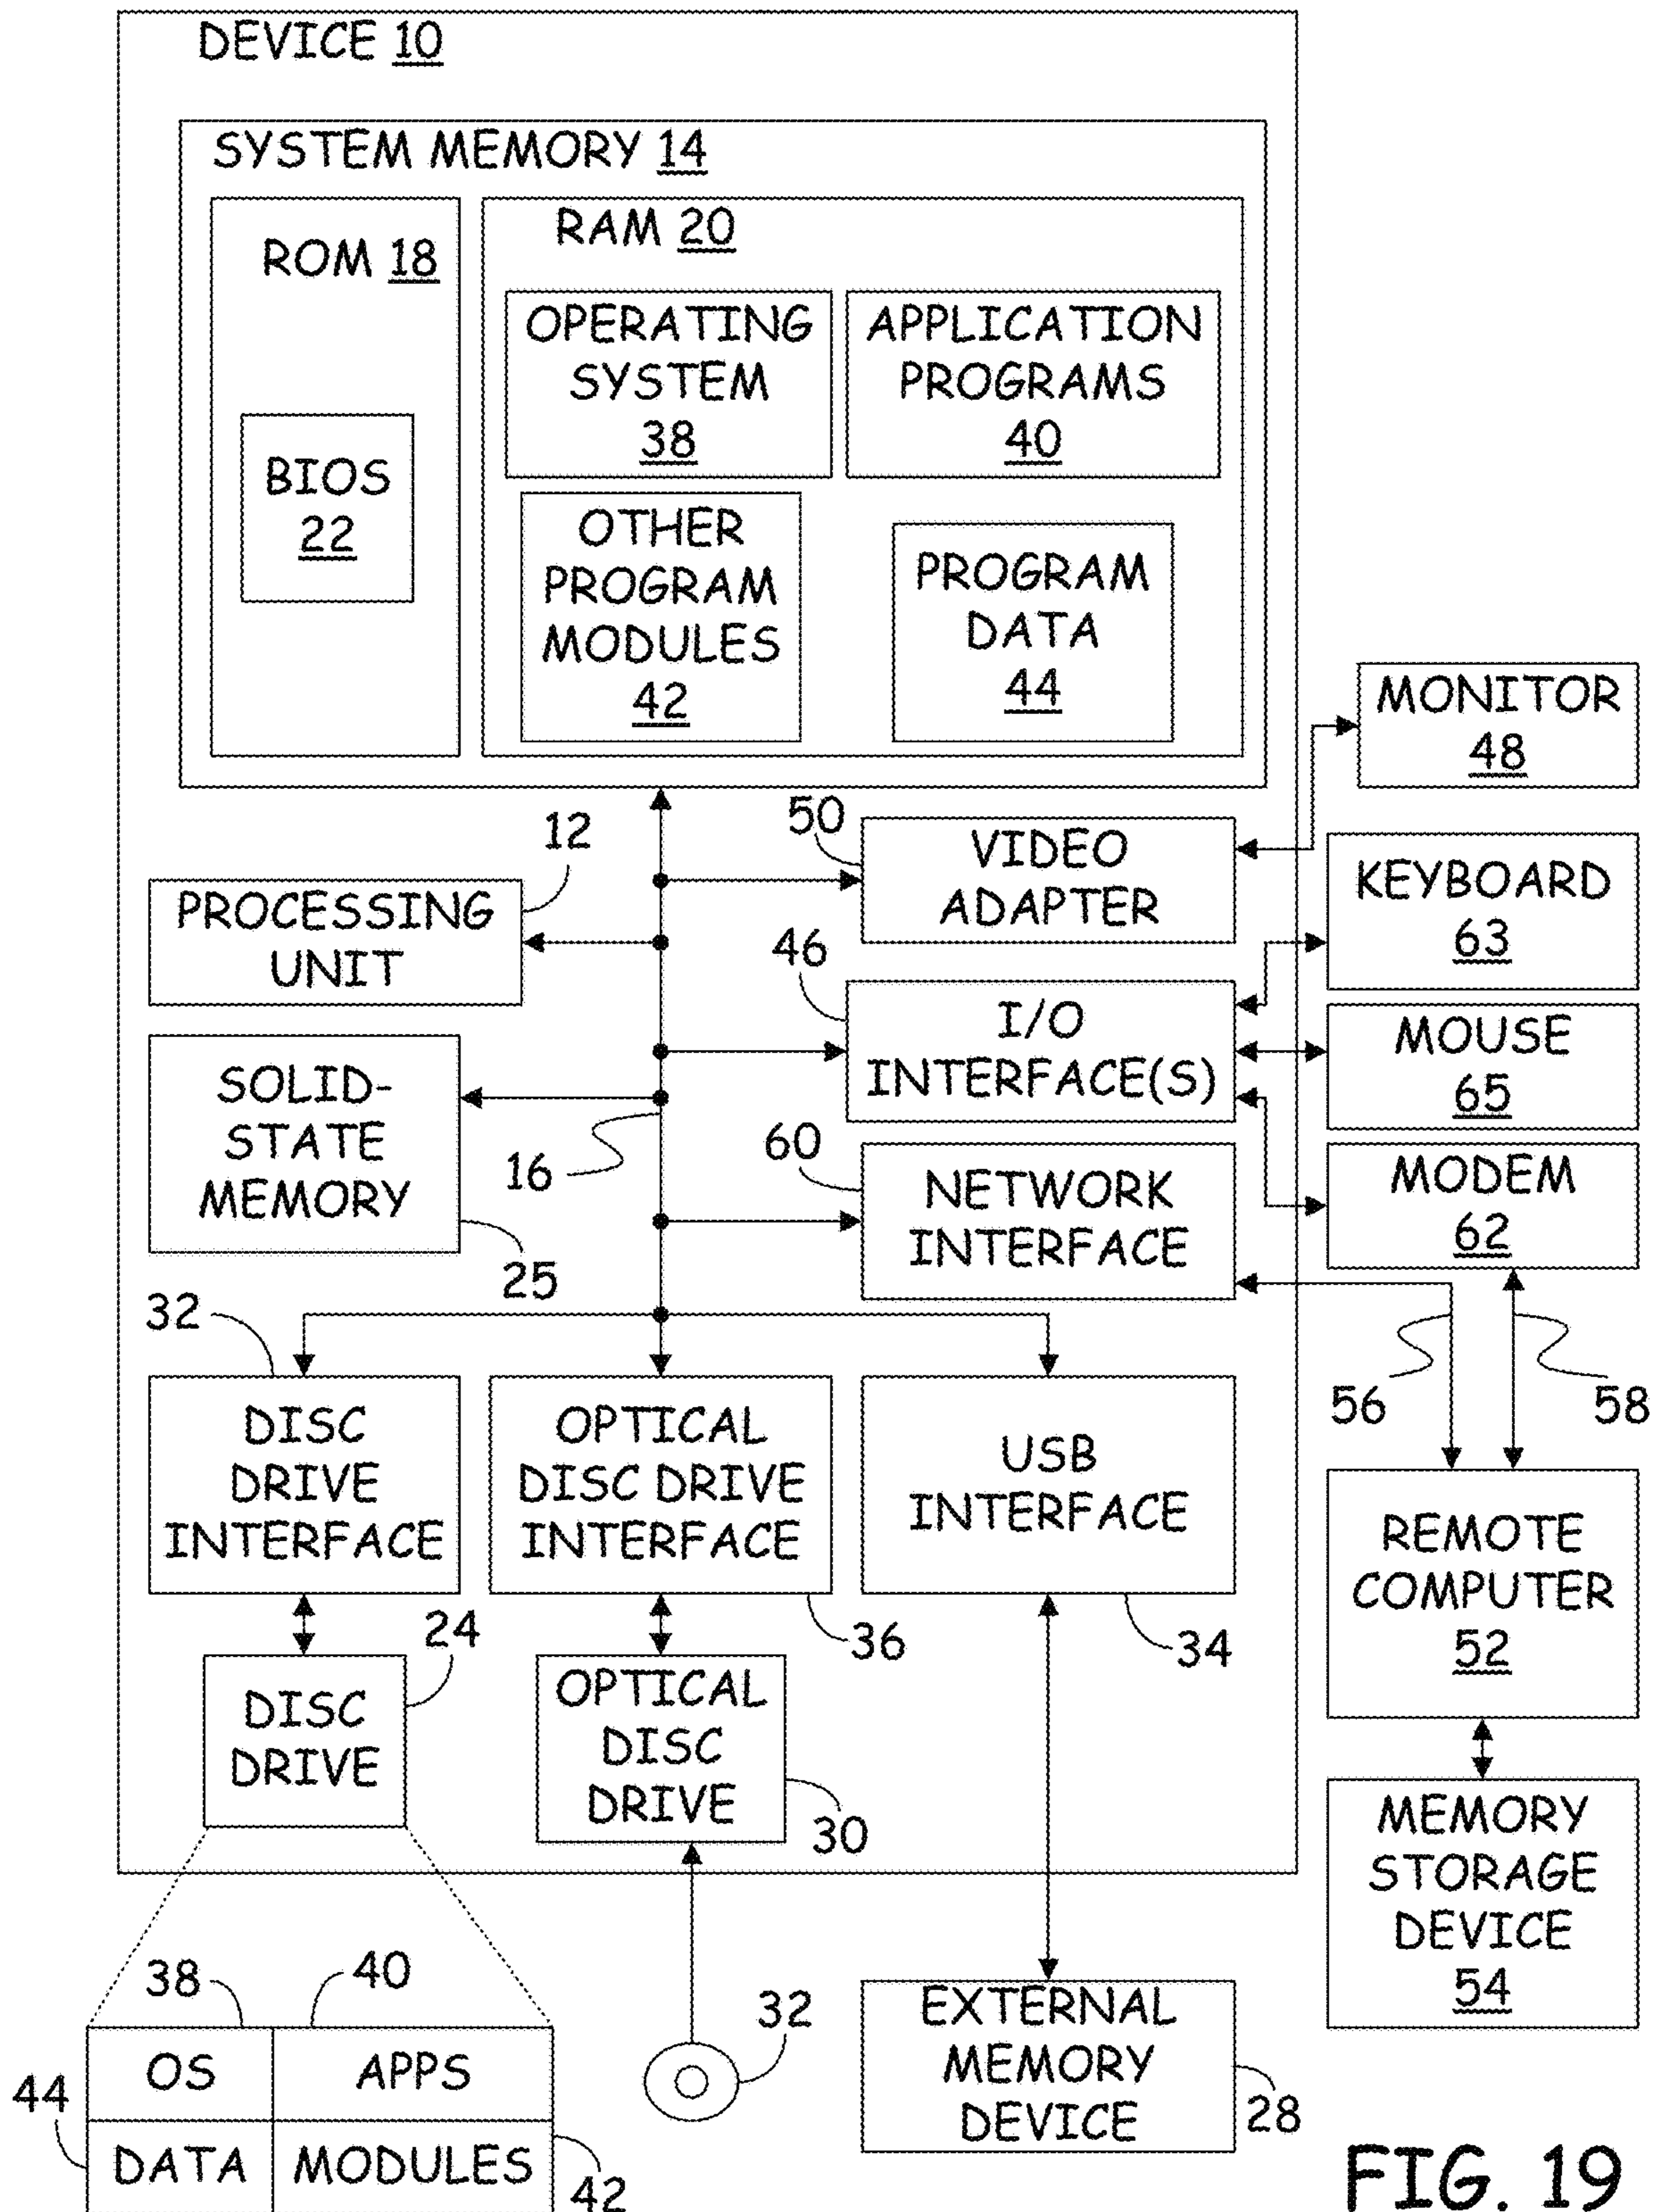 DEVICE 10
SYSTEM MEMORY 14
ROM 18
BIOS
22
RAM 20
OPERATING
SYSTEM
38
APPLICATION
PROGRAMS
40
OTHER
PROGRAM
MODULES
42
PROGRAM
DATA
44
MONITOR
48
12
PROCESSING
UNIT
50
VIDEO
ADAPTER
KEYBOARD
63
46
I/O
INTERFACE(S)
MOUSE
65
SOLID-
STATE
MEMORY
25
16
60
NETWORK
INTERFACE
MODEM
62
56
58
32
DISC
DRIVE
INTERFACE
OPTICAL
DISC DRIVE
INTERFACE
36
USB
INTERFACE
34
REMOTE
COMPUTER
52
24
DISC
DRIVE
OPTICAL
DISC
DRIVE
30
MEMORY
STORAGE
DEVICE
54
38
40
OS
APPS
44
DATA
MODULES
42
32
EXTERNAL
MEMORY
DEVICE
28
FIG. 19